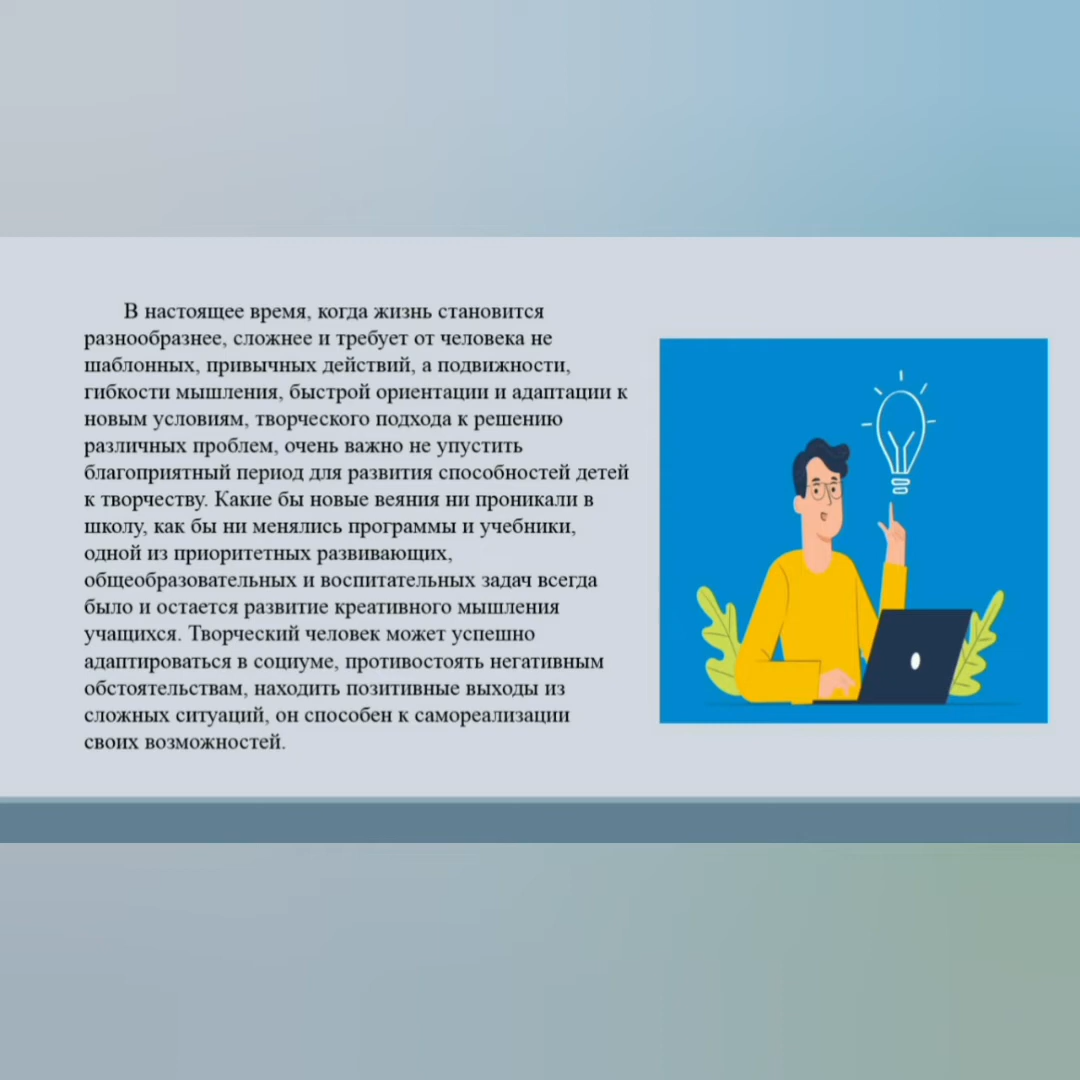 В настоящее время, когда жизнь становится
разнообразнее, сложнее и требует от человека не
шаблонных, привычных действий, а подвижности,
гибкости мышления, быстрой ориентации и адаптации к
новым условиям, творческого подхода к решению
различных проблем, очень важно не упустить
благоприятный период для развития способностей детей
к творчеству. Какие бы новые веяния ни проникали в
школу, как бы ни менялись программы и учебники,
одной из приоритетных развивающих,
общеобразовательных и воспитательных задач всегда
было и остается развитие креативного мышления
учащихся. Творческий человек может успешно
адаптироваться в социуме, противостоять негативным
обстоятельствам, находить позитивные выходы из
сложных ситуаций, он способен к самореализации
своих возможностей.